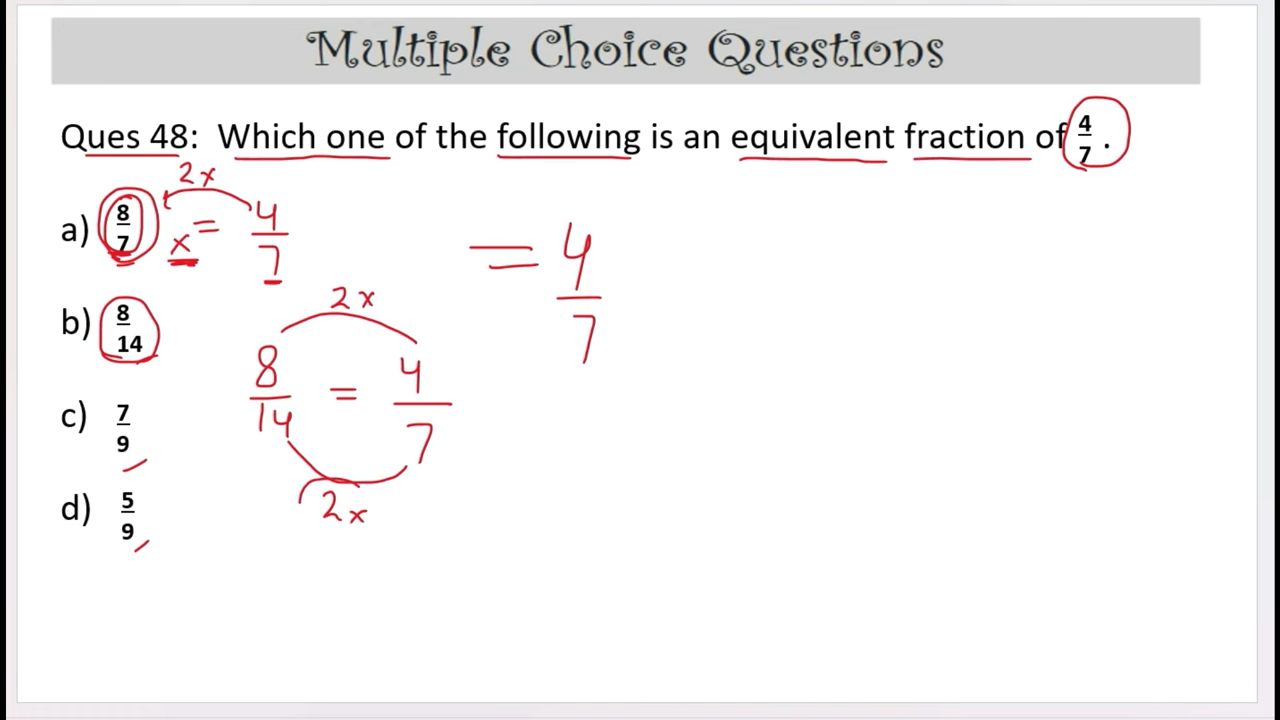 Multiple Choice Questions
Ques 48: Which one of the following is an equivalent fraction of 4/7 .
2x
a) 8/7 x = 4/7
= 4/7
b) 8/14
2x
8/14 = 4/7
c) 7/9
2x
d) 5/9